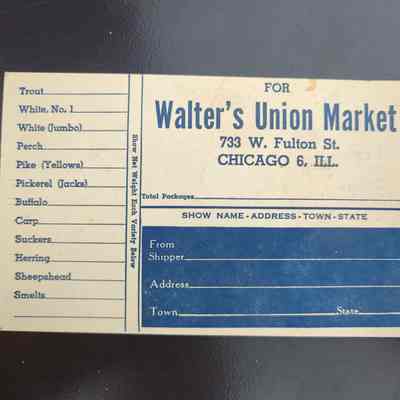 Trout
White, No. 1
White (Jumbo)
Perch
Pike (Yellows)
Pickerel (Jacks)
Buffalo
Carp
Suckers
Herring
Sheepshead
Smelts
Show Net Weight Each Variety Below
FOR
Walter's Union Market
733 W. Fulton St.
CHICAGO 6, ILL.
Total Packages
SHOW NAME - ADDRESS - TOWN - STATE
From
Shipper
Address
Town State